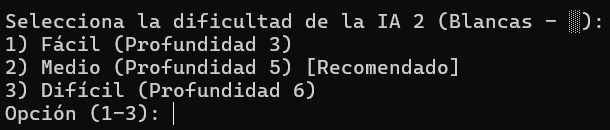 Selecciona la dificultad de la IA 2 (Blancas - ░):
1) Fácil (Profundidad 3)
2) Medio (Profundidad 5) [Recomendado]
3) Difícil (Profundidad 6)
Opción (1-3):